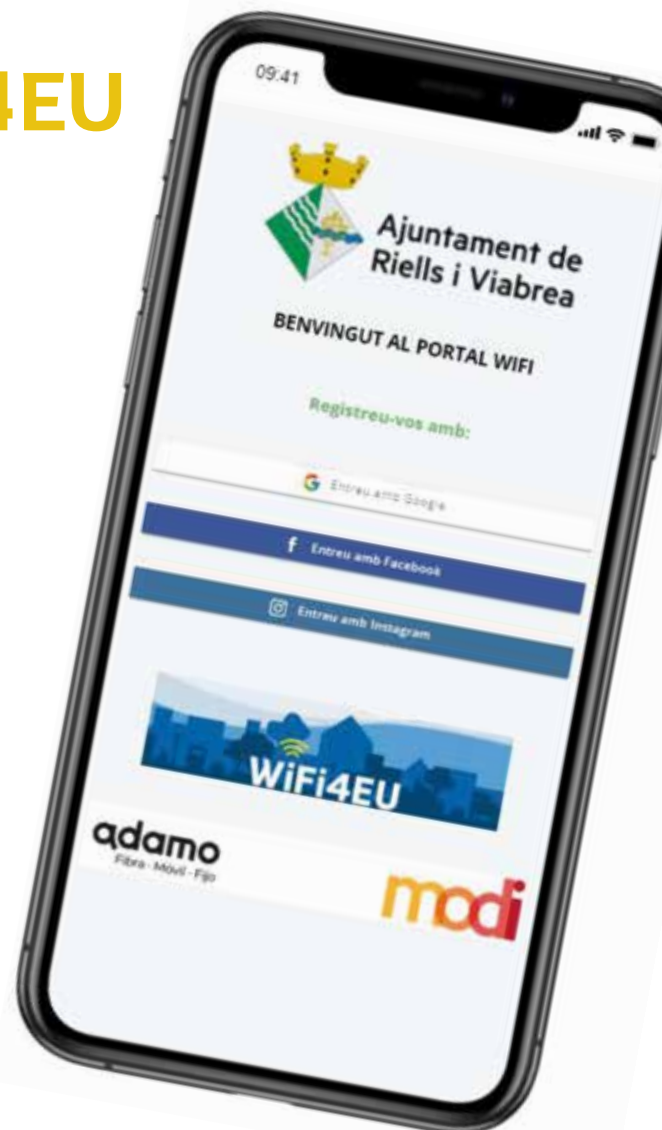 4EU
09:41
Ajuntament de
Riells i Viabrea
BENVINGUT AL PORTAL WIFI
Registreu-vos amb:
Entreu amb Google
Entreu amb Facebook
Entreu amb Instagram
WiFi4EU
adamo
Fibra · Móvil · Fijo
modi